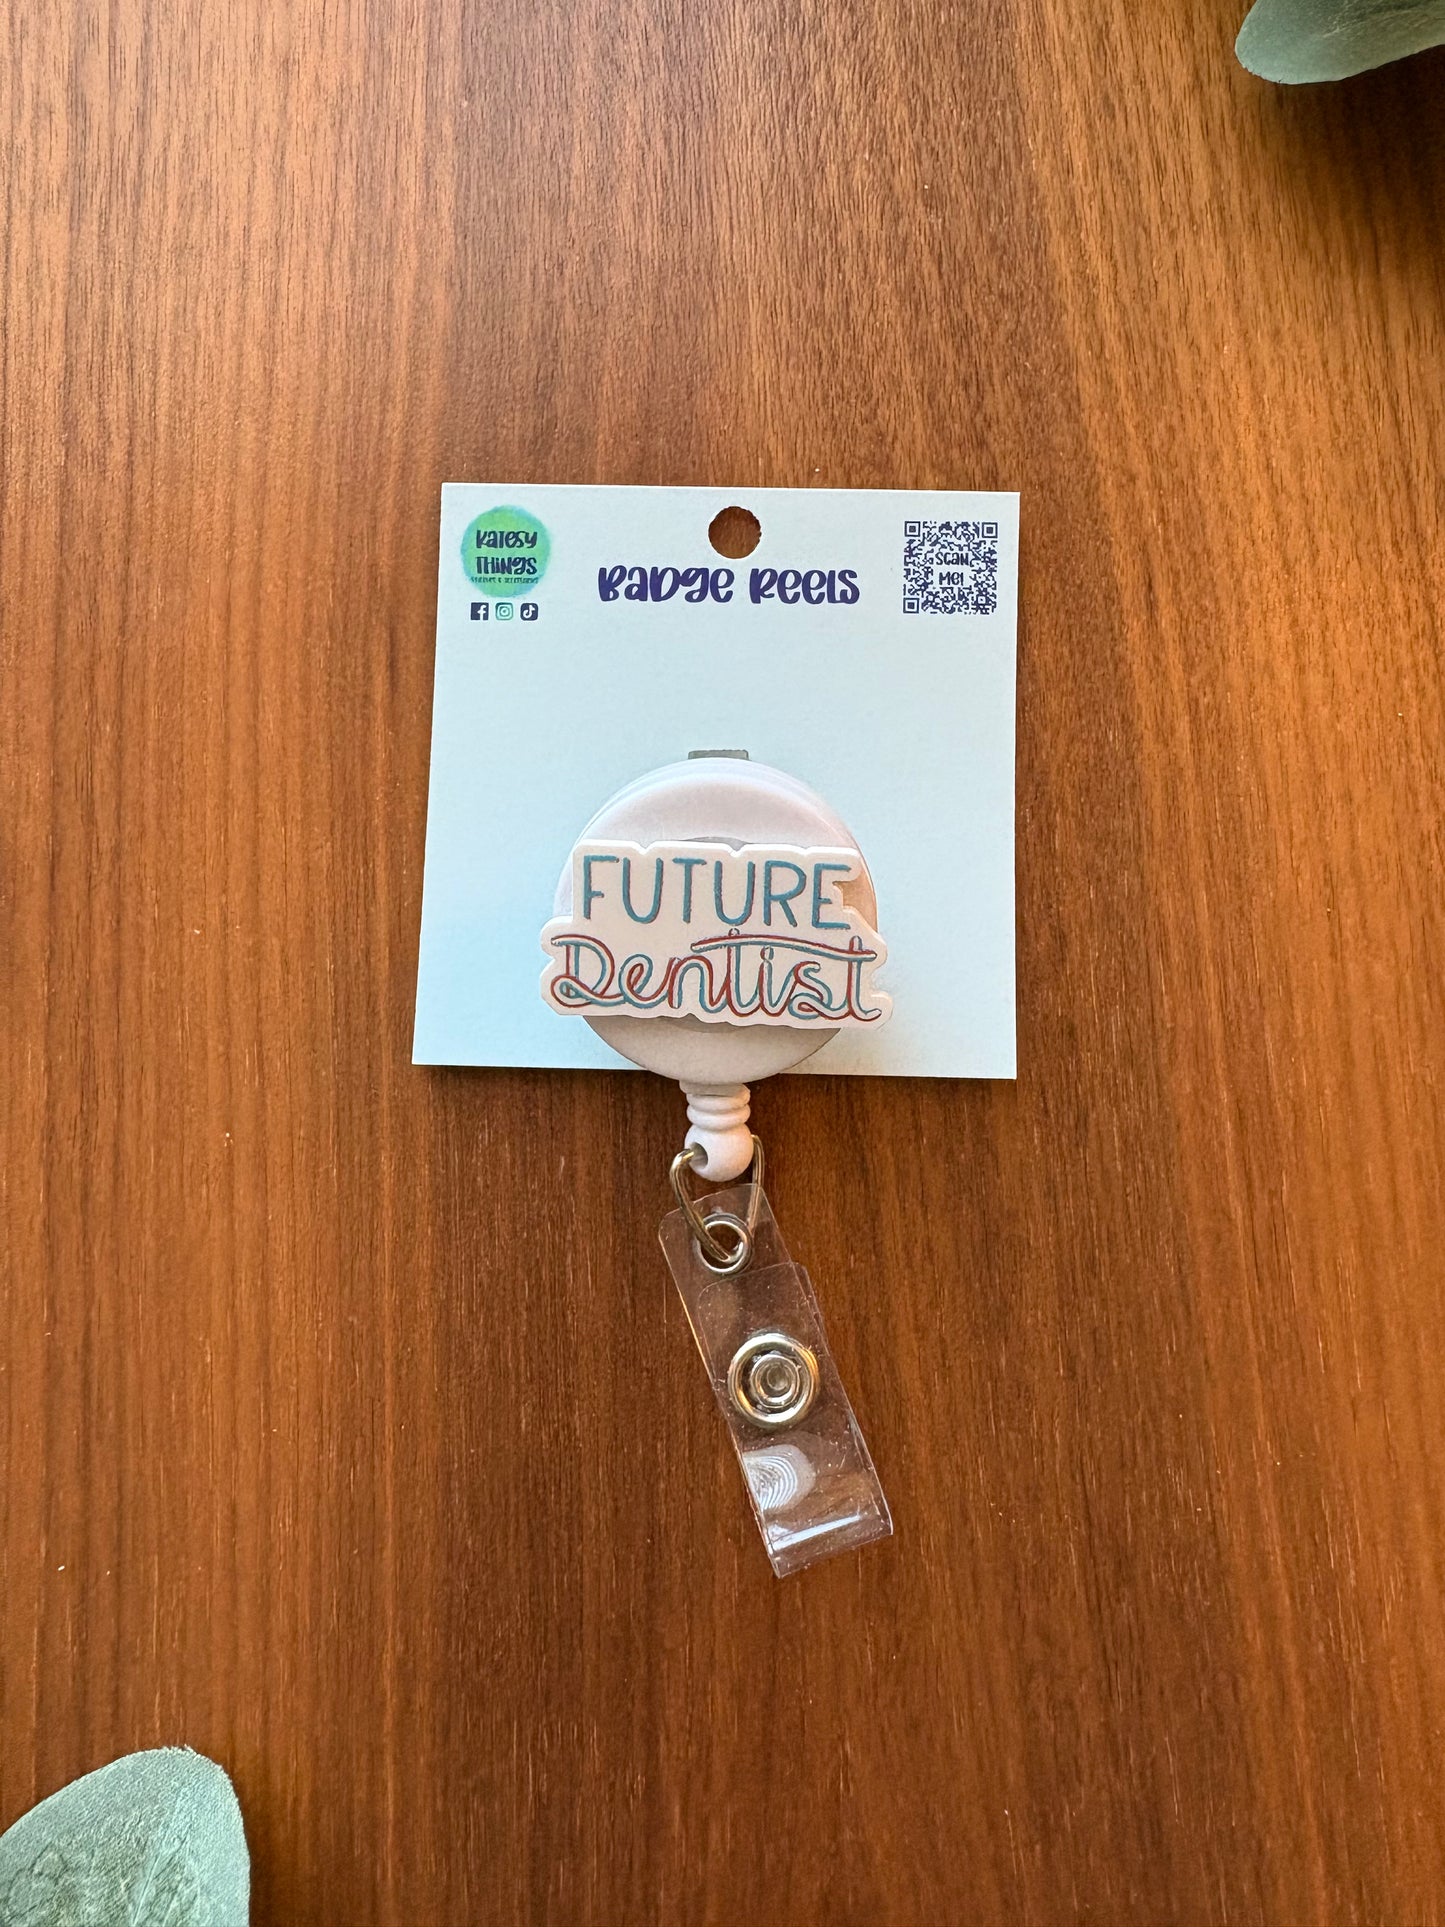 Katesy
Things
Badge Reels
SCAN
ME!
FUTURE
Dentist